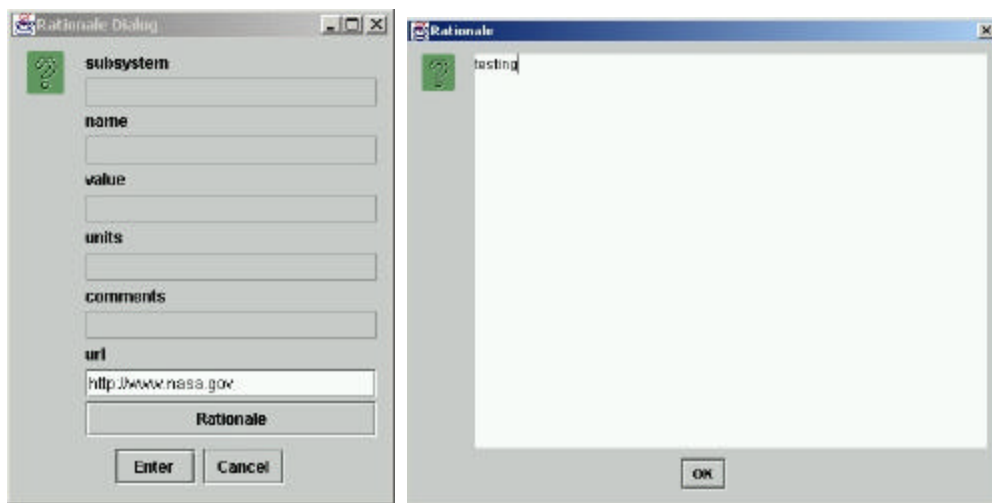 Rationale Dialog
subsystem
name
value
units
comments
url
http://www.nasa.gov
Rationale
Enter
Cancel
Rationale
testing
OK